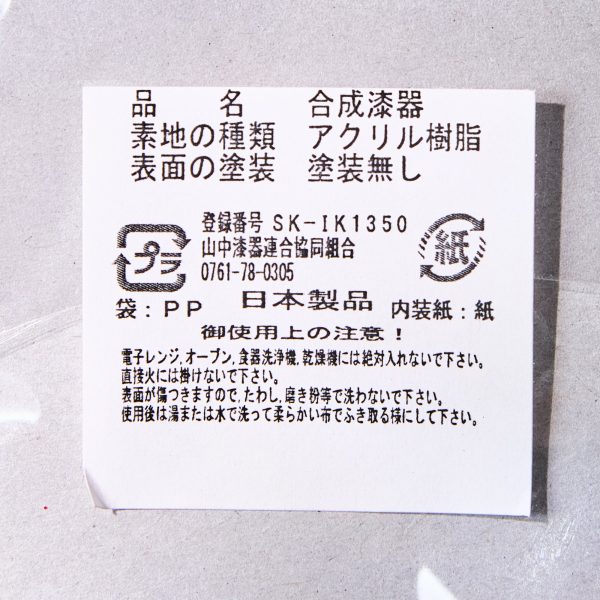 品　　名　　合成漆器
素地の種類　アクリル樹脂
表面の塗装　塗装無し
登録番号 SK-IK1350
山中漆器連合協同組合
0761-78-0305
プラ
紙
袋：PP
日本製品
内装紙：紙
御使用上の注意！
電子レンジ,オーブン,食器洗浄機,乾燥機には絶対入れないで下さい。
直接火には掛けないで下さい。
表面が傷つきますので,たわし,磨き粉等で洗わないで下さい。
使用後は湯または水で洗って柔らかい布でふき取る様にして下さい。